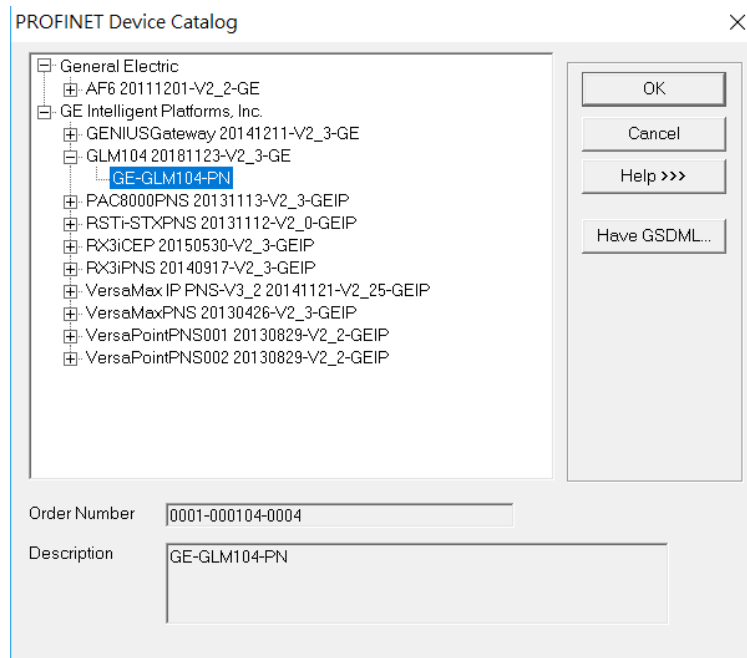 PROFINET Device Catalog
General Electric
AF6 20111201-V2_2-GE
GE Intelligent Platforms, Inc.
GENIUSGateway 20141211-V2_3-GE
GLM104 20181123-V2_3-GE
GE-GLM104-PN
PAC8000PNS 20131113-V2_3-GEIP
RSTi-STXPNS 20131112-V2_0-GEIP
RX3iCEP 20150530-V2_3-GEIP
RX3iPNS 20140917-V2_3-GEIP
VersaMax IP PNS-V3_2 20141121-V2_25-GEIP
VersaMaxPNS 20130426-V2_3-GEIP
VersaPointPNS001 20130829-V2_2-GEIP
VersaPointPNS002 20130829-V2_2-GEIP
OK
Cancel
Help >>>
Have GSDML...
Order Number 0001-000104-0004
Description GE-GLM104-PN